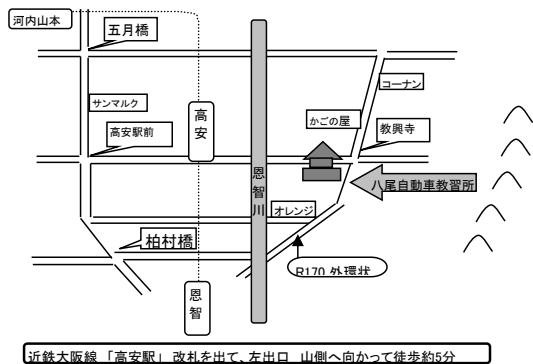 河内山本
五月橋
コーナン
サンマルク
高安
かごの屋
高安駅前
教興寺
恩智川
八尾自動車教習所
オレンジ
柏村橋
R170 外環状
恩智
近鉄大阪線 「高安駅」 改札を出て、左出口 山側へ向かって徒歩約5分